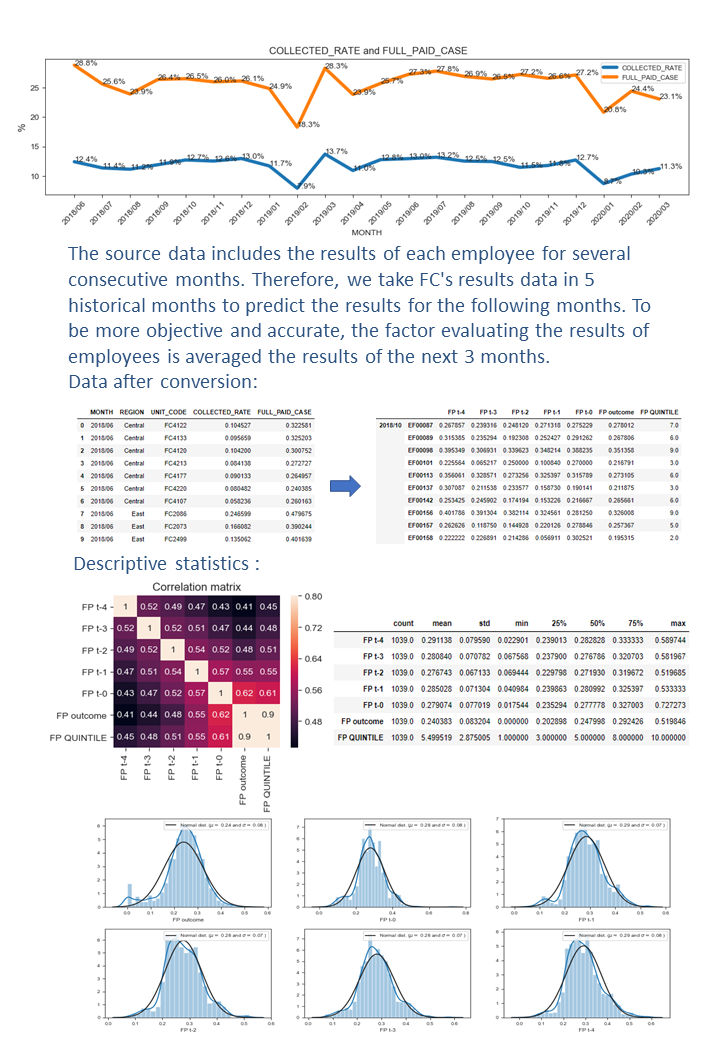 COLLECTED_RATE and FULL_PAID_CASE
COLLECTED_RATE
FULL_PAID_CASE
28.8% 25.6% 23.9% 26.4% 26.5% 26.0% 26.1% 24.9% 18.3% 28.3% 23.9% 25.7% 27.3% 27.8% 26.9% 26.5% 27.2% 26.6% 27.2% 20.8% 24.4% 23.1%
12.4% 11.4% 11.2% 11.9% 12.7% 12.6% 13.0% 11.7% 7.9% 13.7% 11.0% 12.8% 13.0% 13.2% 12.5% 12.5% 11.5% 11.8% 12.7% 8.7% 10.3% 11.3%
%
25
20
15
10
2018/06 2018/07 2018/08 2018/09 2018/10 2018/11 2018/12 2019/01 2019/02 2019/03 2019/04 2019/05 2019/06 2019/07 2019/08 2019/09 2019/10 2019/11 2019/12 2020/01 2020/02 2020/03
MONTH
The source data includes the results of each employee for several
consecutive months. Therefore, we take FC's results data in 5
historical months to predict the results for the following months. To
be more objective and accurate, the factor evaluating the results of
employees is averaged the results of the next 3 months.
Data after conversion:
MONTH REGION UNIT_CODE COLLECTED_RATE FULL_PAID_CASE
0 2018/06 Central FC4122 0.104527 0.322581
1 2018/06 Central FC4133 0.095659 0.325203
2 2018/06 Central FC4120 0.104200 0.300752
3 2018/06 Central FC4213 0.084138 0.272727
4 2018/06 Central FC4177 0.090133 0.264957
5 2018/06 Central FC4220 0.080482 0.240385
6 2018/06 Central FC4107 0.058236 0.260163
7 2018/06 East FC2086 0.246599 0.479675
8 2018/06 East FC2073 0.166082 0.390244
9 2018/06 East FC2499 0.135062 0.401639
FP t-4 FP t-3 FP t-2 FP t-1 FP t-0 FP outcome FP QUINTILE
2018/10 EF00087 0.267857 0.239316 0.248120 0.271318 0.275229 0.278012 7.0
EF00089 0.315385 0.235294 0.192308 0.252427 0.291262 0.267806 6.0
EF00098 0.395349 0.306931 0.339623 0.348214 0.388235 0.351358 9.0
EF00101 0.225564 0.065217 0.250000 0.100840 0.270000 0.216791 3.0
EF00113 0.356061 0.328571 0.273256 0.325397 0.315789 0.273105 6.0
EF00137 0.307087 0.211538 0.233577 0.158730 0.190141 0.211875 3.0
EF00142 0.253425 0.245902 0.174194 0.153226 0.216667 0.265661 6.0
EF00156 0.401786 0.391304 0.382114 0.324561 0.281250 0.326008 9.0
EF00157 0.262626 0.118750 0.144928 0.220126 0.278846 0.257367 5.0
EF00158 0.222222 0.226891 0.214286 0.056911 0.302521 0.195315 2.0
Descriptive statistics :
Correlation matrix
FP t-4 1 0.52 0.49 0.47 0.43 0.41 0.45
FP t-3 0.52 1 0.52 0.51 0.47 0.44 0.48
FP t-2 0.49 0.52 1 0.54 0.52 0.48 0.51
FP t-1 0.47 0.51 0.54 1 0.57 0.55 0.55
FP t-0 0.43 0.47 0.52 0.57 1 0.62 0.61
FP outcome 0.41 0.44 0.48 0.55 0.62 1 0.9
FP QUINTILE 0.45 0.48 0.51 0.55 0.61 0.9 1
FP t-4 FP t-3 FP t-2 FP t-1 FP t-0 FP outcome FP QUINTILE
0.80
0.72
0.64
0.56
0.48
count mean std min 25% 50% 75% max
FP t-4 1039.0 0.291138 0.079590 0.022901 0.239013 0.282828 0.333333 0.589744
FP t-3 1039.0 0.280840 0.070782 0.067568 0.237900 0.276786 0.320703 0.581967
FP t-2 1039.0 0.276743 0.067133 0.069444 0.229798 0.271930 0.319672 0.519685
FP t-1 1039.0 0.285028 0.071304 0.040984 0.239863 0.280992 0.325397 0.533333
FP t-0 1039.0 0.279074 0.077019 0.017544 0.235294 0.277778 0.327003 0.727273
FP outcome 1039.0 0.240383 0.083204 0.000000 0.202898 0.247998 0.292426 0.519846
FP QUINTILE 1039.0 5.499519 2.875005 1.000000 3.000000 5.000000 8.000000 10.000000
Normal dist. (μ = 0.24 and σ = 0.08 )
FP outcome
Normal dist. (μ = 0.28 and σ = 0.08 )
FP t-0
Normal dist. (μ = 0.29 and σ = 0.07 )
FP t-1
Normal dist. (μ = 0.28 and σ = 0.07 )
FP t-2
Normal dist. (μ = 0.28 and σ = 0.07 )
FP t-3
Normal dist. (μ = 0.29 and σ = 0.08 )
FP t-4